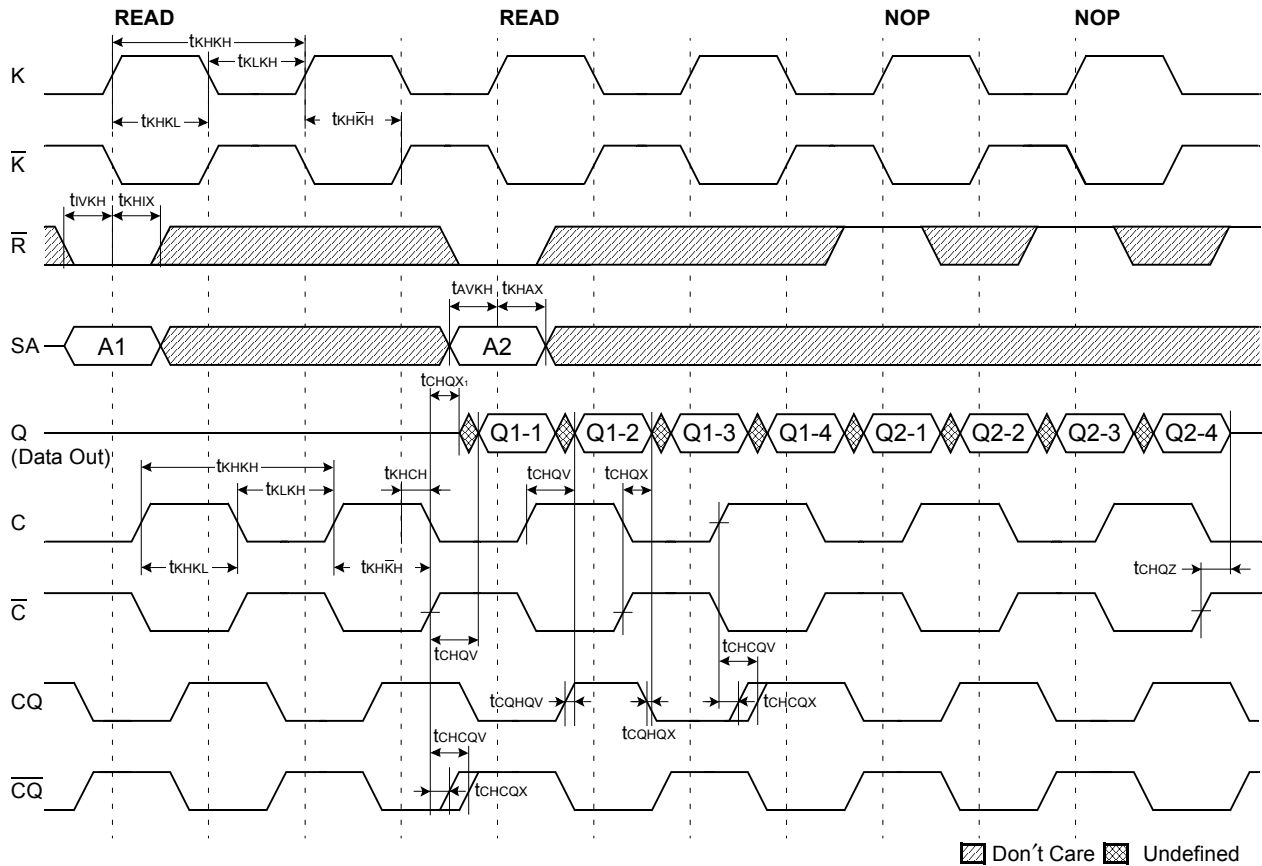 READ READ NOP NOP
tKHKH
tKLKH
K
tKHKL tKHK̅H
K̅
tIVKH tKHIX
R̅
tAVKH tKHAX
SA A1 A2
tCHQX₁
Q Q1-1 Q1-2 Q1-3 Q1-4 Q2-1 Q2-2 Q2-3 Q2-4
(Data Out)
tKHKH tKHCH tCHQV tCHQX
tKLKH
C
tKHKL tKHK̅H tCHQZ
C̅
tCHQV tCHCQV
CQ tCQHQV tCHCQX
tCQHQX
tCHCQV
C̅Q̅ tCHCQX
Don′t Care Undefined